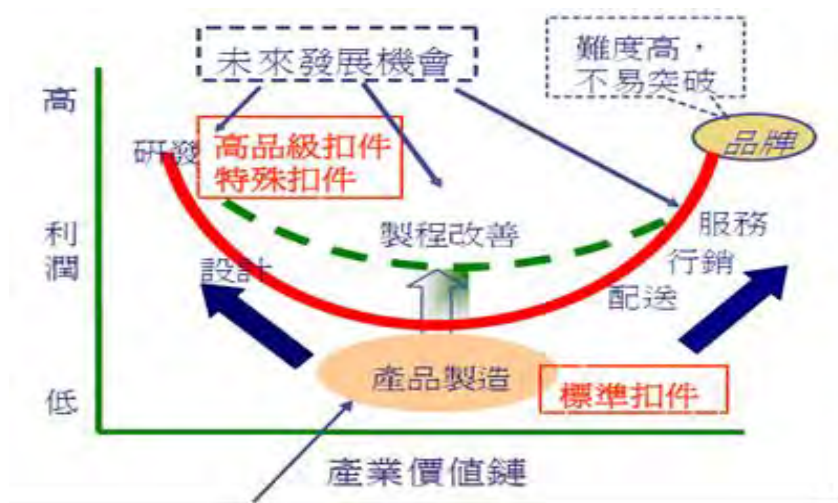 未來發展機會
難度高，
不易突破
高
品牌
研發
高品級扣件
特殊扣件
利
潤
製程改善
服務
行銷
設計
配送
產品製造
標準扣件
低
產業價值鏈